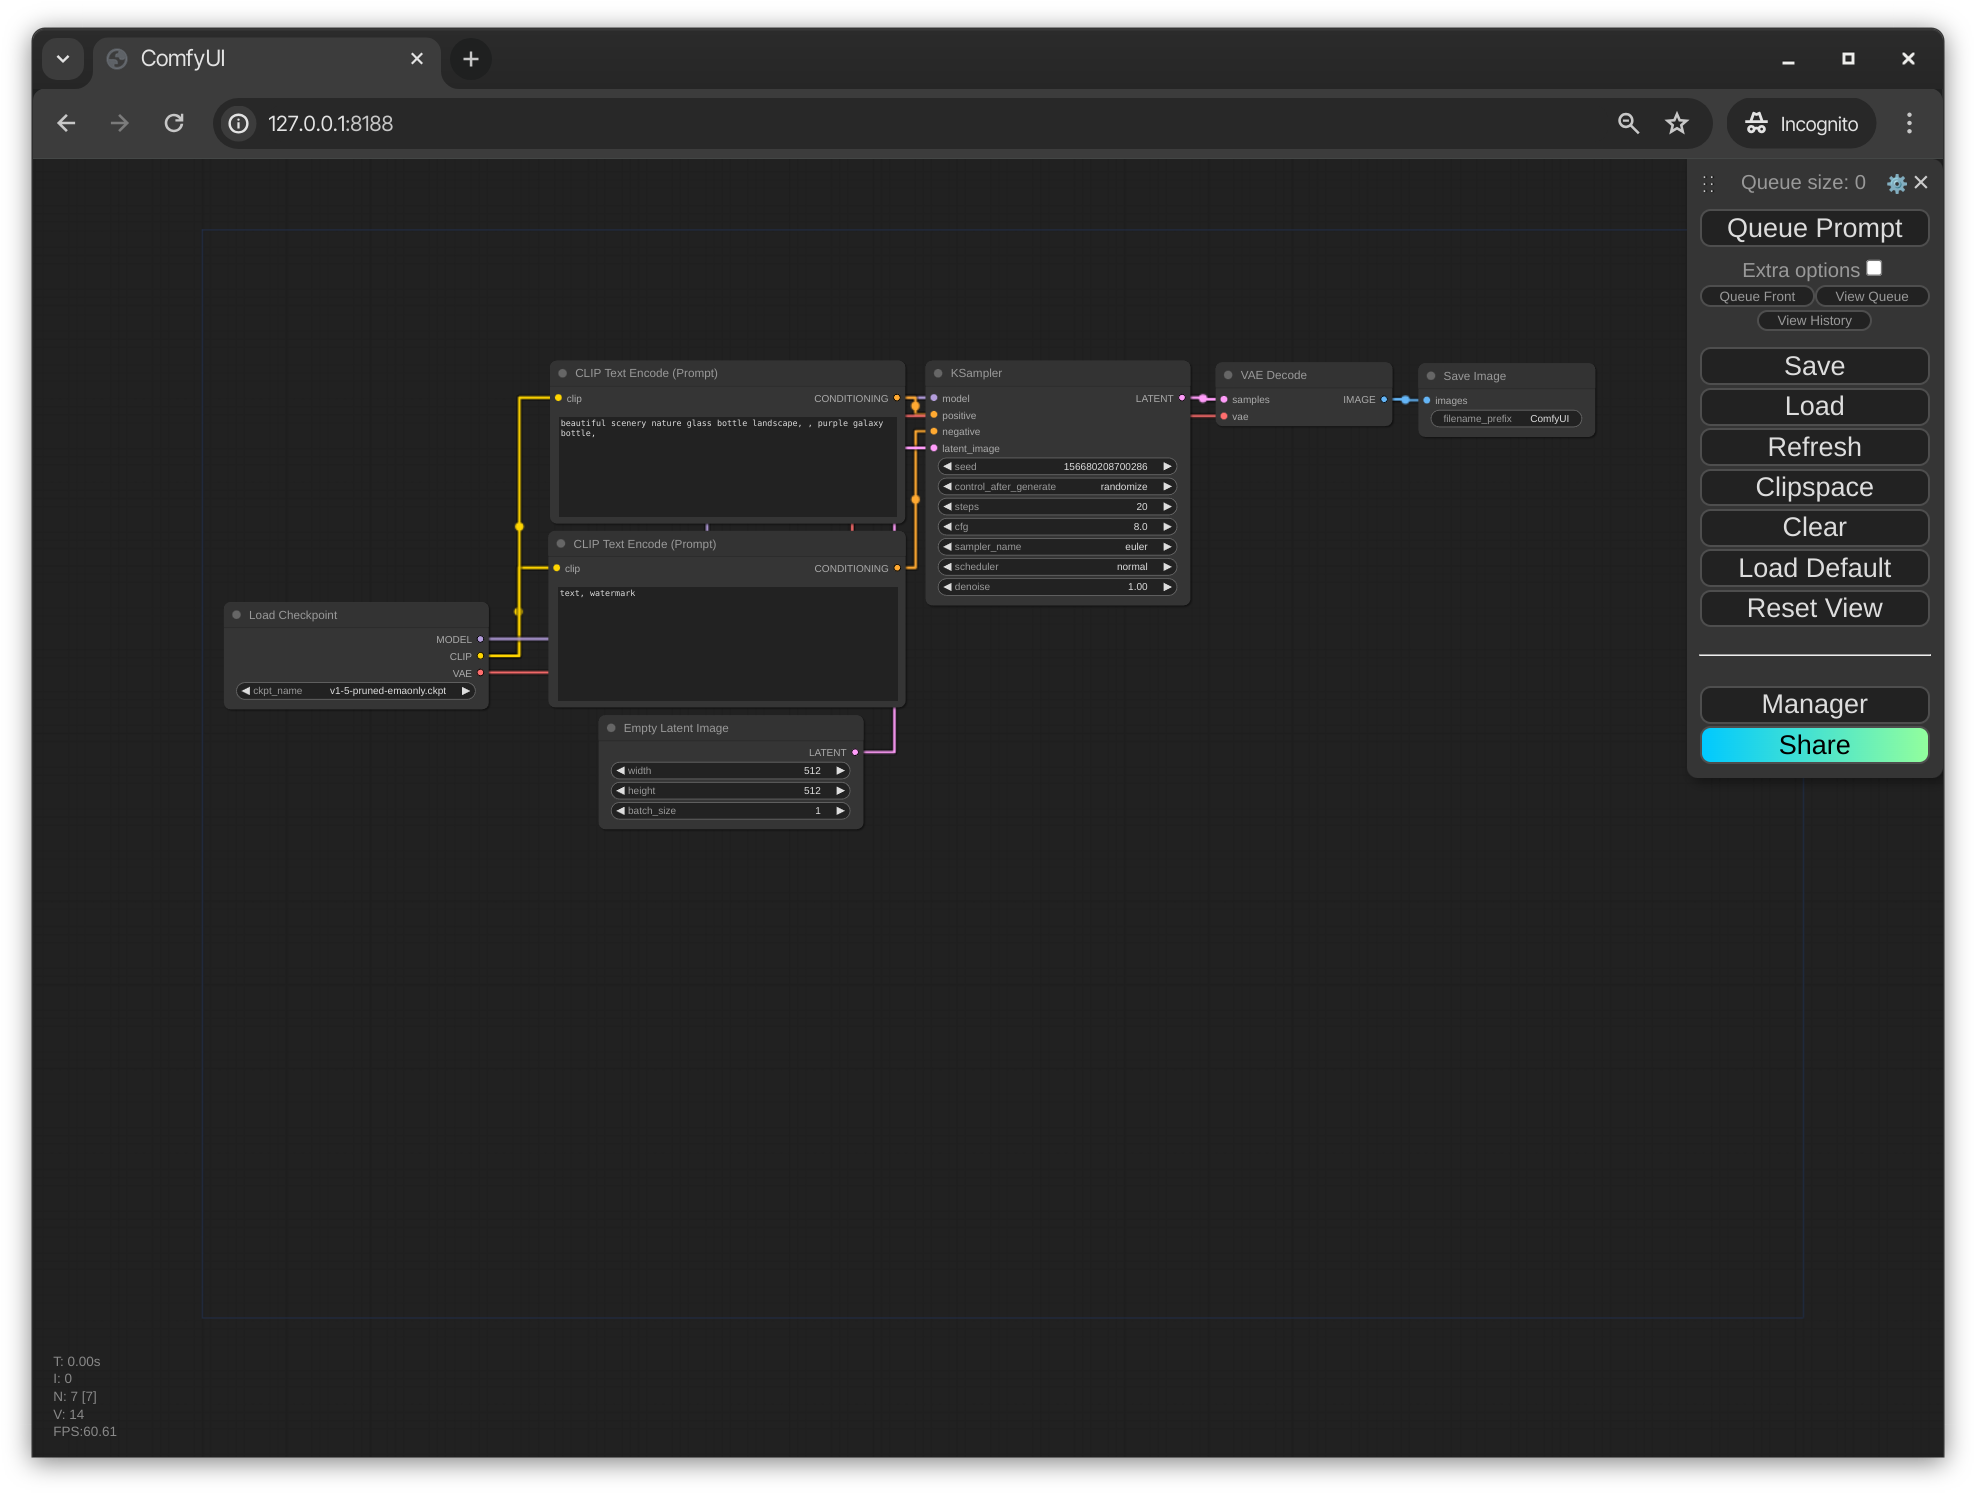 ComfyUI
127.0.0.1:8188
Incognito
Queue size: 0
Queue Prompt
Extra options
Queue Front
View Queue
View History
Save
Load
Refresh
Clipspace
Clear
Load Default
Reset View
Manager
Share
CLIP Text Encode (Prompt)
clip
CONDITIONING
beautiful scenery nature glass bottle landscape, , purple galaxy
bottle,
CLIP Text Encode (Prompt)
clip
CONDITIONING
text, watermark
Load Checkpoint
MODEL
CLIP
VAE
ckpt_name v1-5-pruned-emaonly.ckpt
Empty Latent Image
LATENT
width 512
height 512
batch_size 1
KSampler
model LATENT
positive
negative
latent_image
seed 156680208700286
control_after_generate randomize
steps 20
cfg 8.0
sampler_name euler
scheduler normal
denoise 1.00
VAE Decode
samples IMAGE
vae
Save Image
images
filename_prefix ComfyUI
T: 0.00s
I: 0
N: 7 [7]
V: 14
FPS:60.61